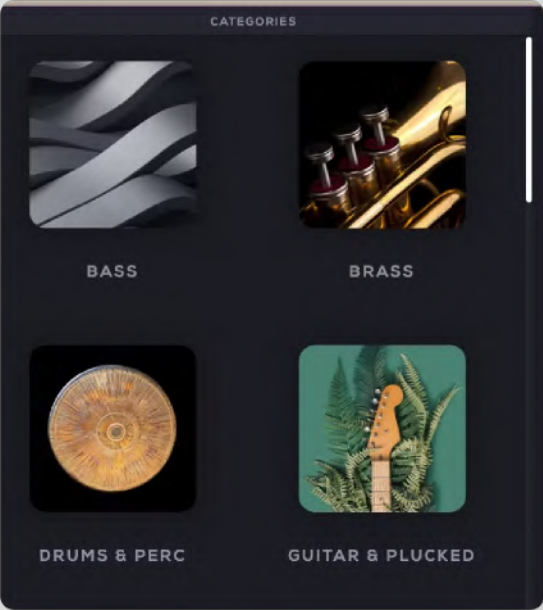 CATEGORIES
BASS
BRASS
DRUMS & PERC
GUITAR & PLUCKED